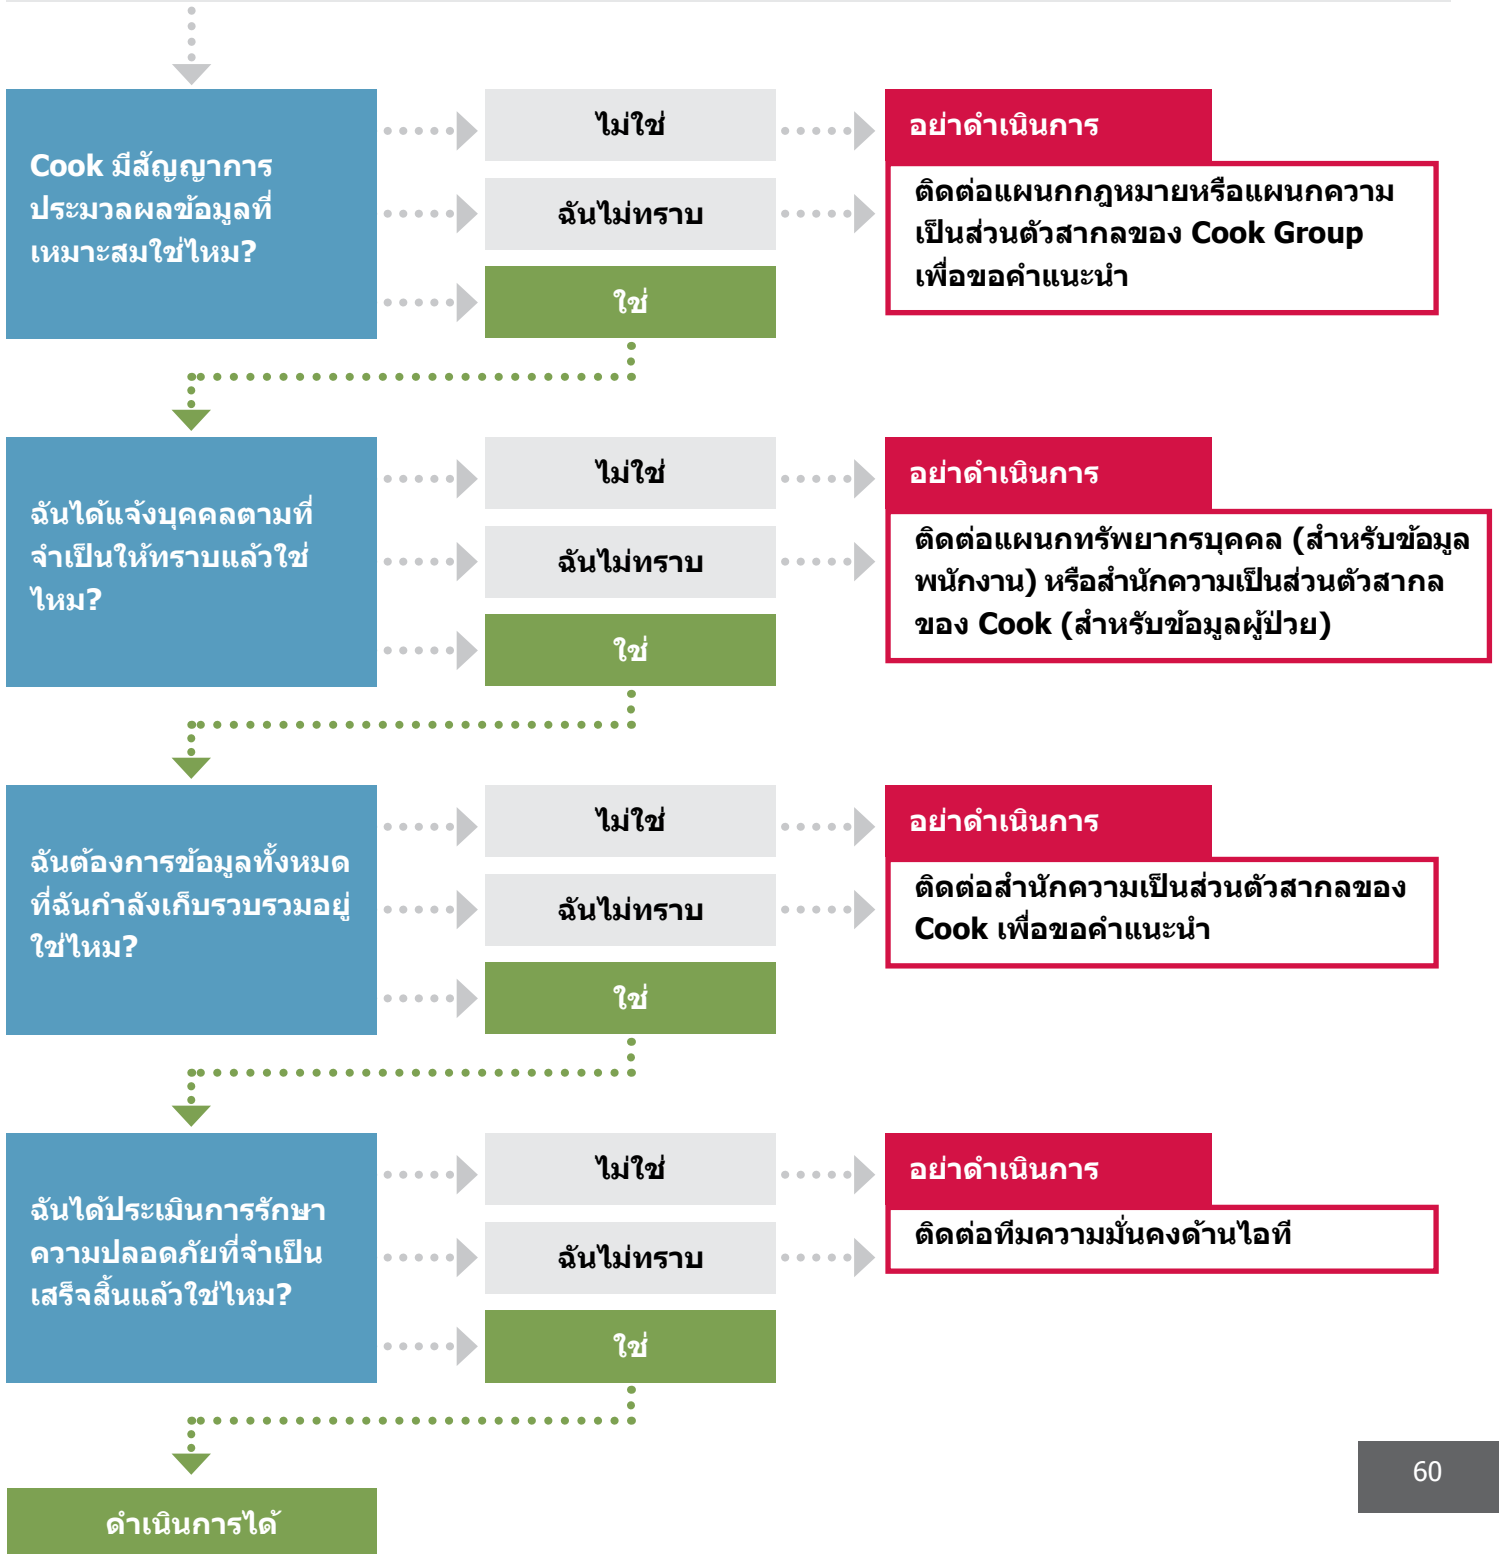 Cook มีสัญญาการ
ประมวลผลข้อมูลที่
เหมาะสมใช่ไหม?
ไม่ใช่
ฉันไม่ทราบ
ใช่
อย่าดำเนินการ
ติดต่อแผนกกฎหมายหรือแผนกความ
เป็นส่วนตัวสากลของ Cook Group
เพื่อขอคำแนะนำ
ฉันได้แจ้งบุคคลตามที่
จำเป็นให้ทราบแล้วใช่
ไหม?
ไม่ใช่
ฉันไม่ทราบ
ใช่
อย่าดำเนินการ
ติดต่อแผนกทรัพยากรบุคคล (สำหรับข้อมูล
พนักงาน) หรือสำนักความเป็นส่วนตัวสากล
ของ Cook (สำหรับข้อมูลผู้ป่วย)
ฉันต้องการข้อมูลทั้งหมด
ที่ฉันกำลังเก็บรวบรวมอยู่
ใช่ไหม?
ไม่ใช่
ฉันไม่ทราบ
ใช่
อย่าดำเนินการ
ติดต่อสำนักความเป็นส่วนตัวสากลของ
Cook เพื่อขอคำแนะนำ
ฉันได้ประเมินการรักษา
ความปลอดภัยที่จำเป็น
เสร็จสิ้นแล้วใช่ไหม?
ไม่ใช่
ฉันไม่ทราบ
ใช่
อย่าดำเนินการ
ติดต่อทีมความมั่นคงด้านไอที
ดำเนินการได้
60